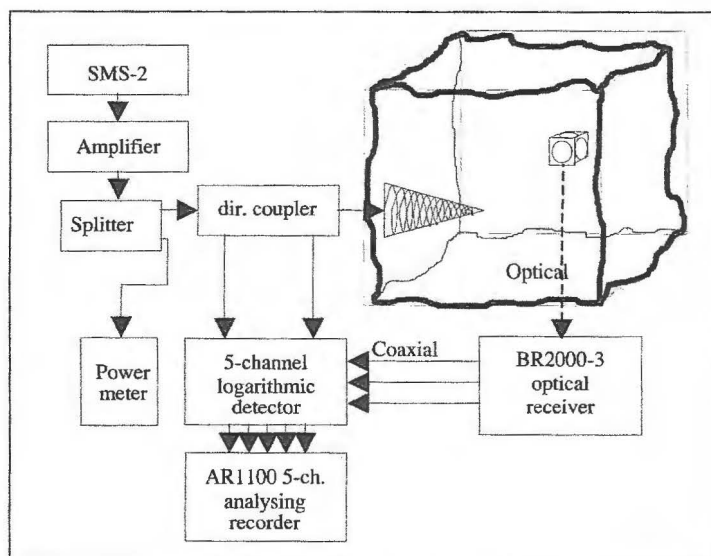 SMS-2
Amplifier
Splitter
dir. coupler
Optical
Power
meter
5-channel
logarithmic
detector
Coaxial
BR2000-3
optical
receiver
AR1100 5-ch.
analysing
recorder